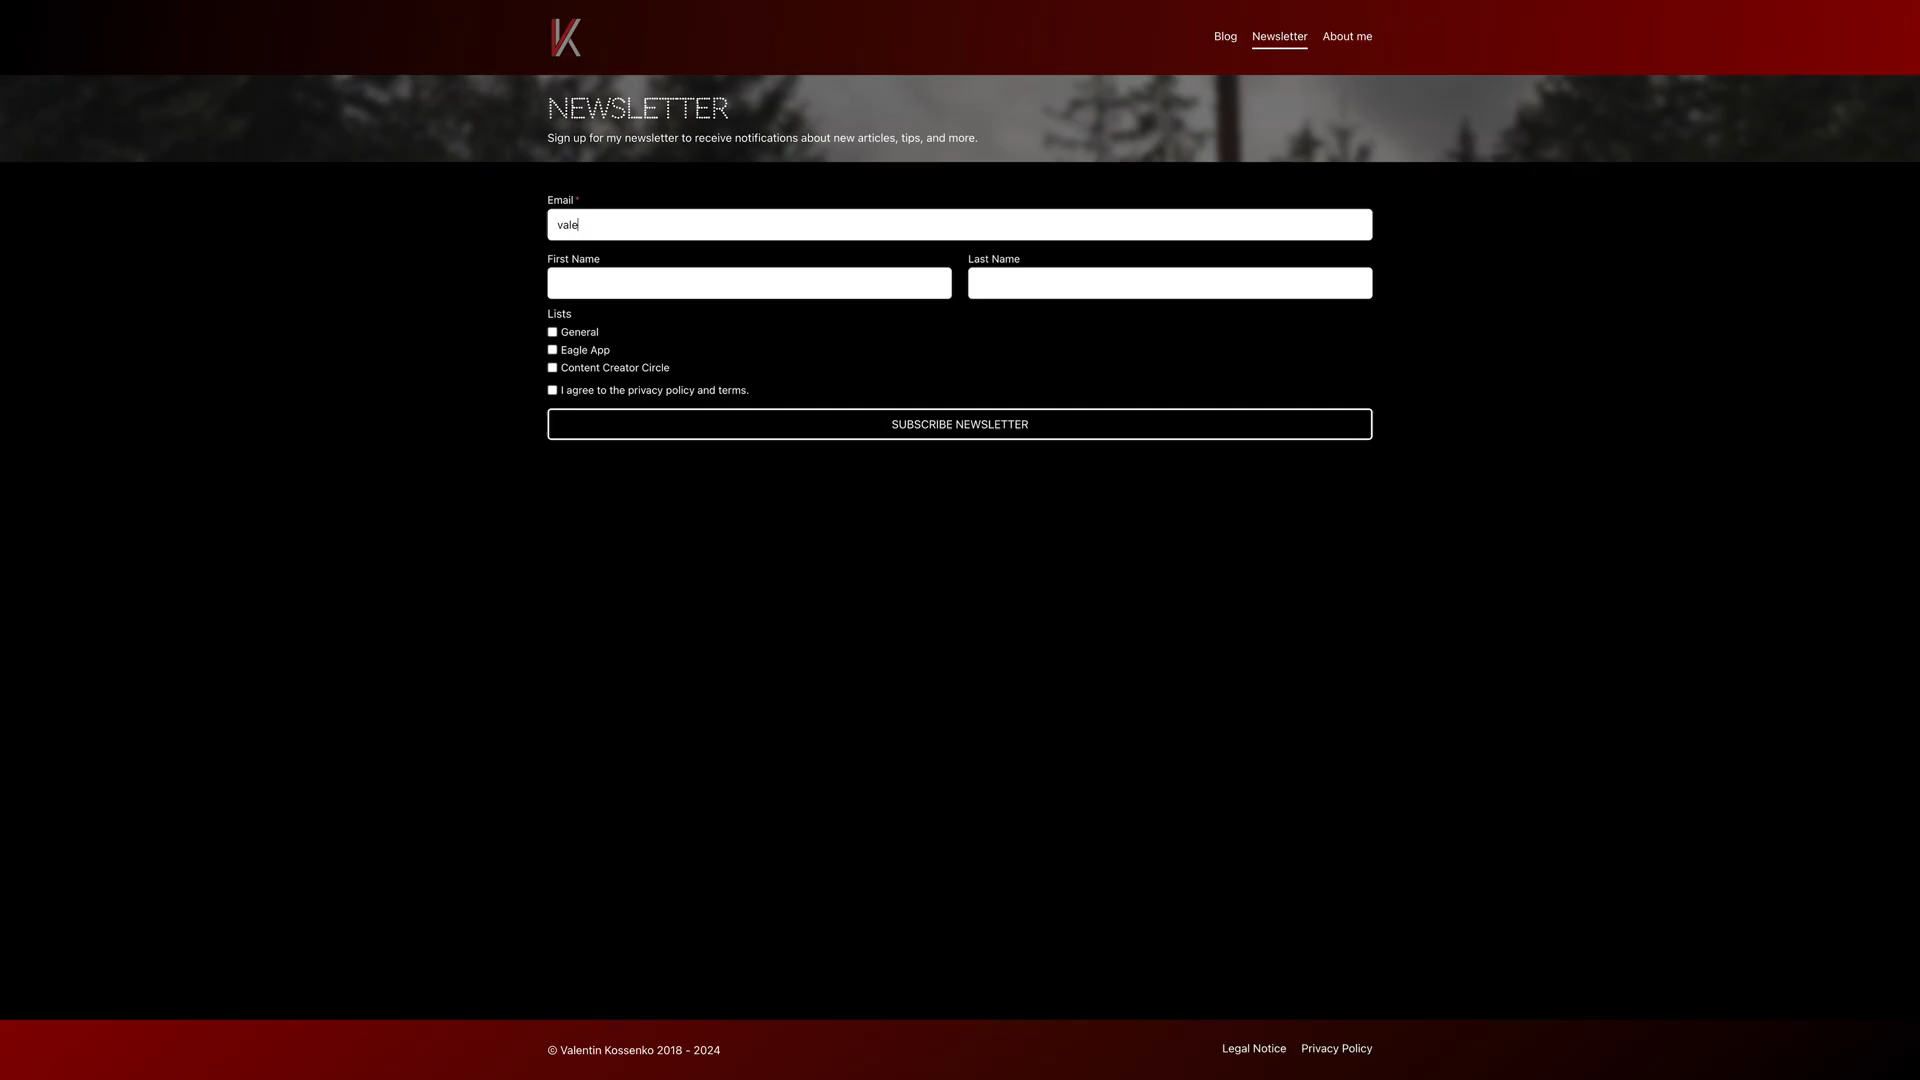 Blog Newsletter About me
NEWSLETTER
Sign up for my newsletter to receive notifications about new articles, tips, and more.
Email *
vale
First Name Last Name
Lists
General
Eagle App
Content Creator Circle
I agree to the privacy policy and terms.
SUBSCRIBE NEWSLETTER
© Valentin Kossenko 2018 - 2024 Legal Notice Privacy Policy